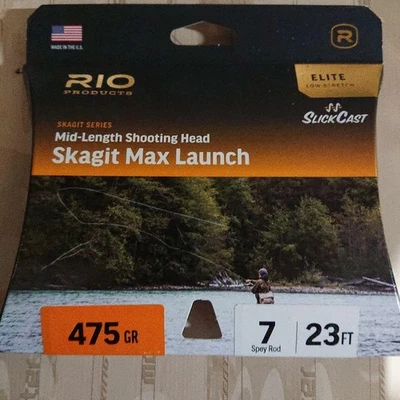 MADE IN THE U.S.
R
RIO
PRODUCTS
ELITE
LOW-STRETCH
SLICKCAST
SKAGIT SERIES
Mid-Length Shooting Head
Skagit Max Launch
475 GR
7
Spey Rod
23FT